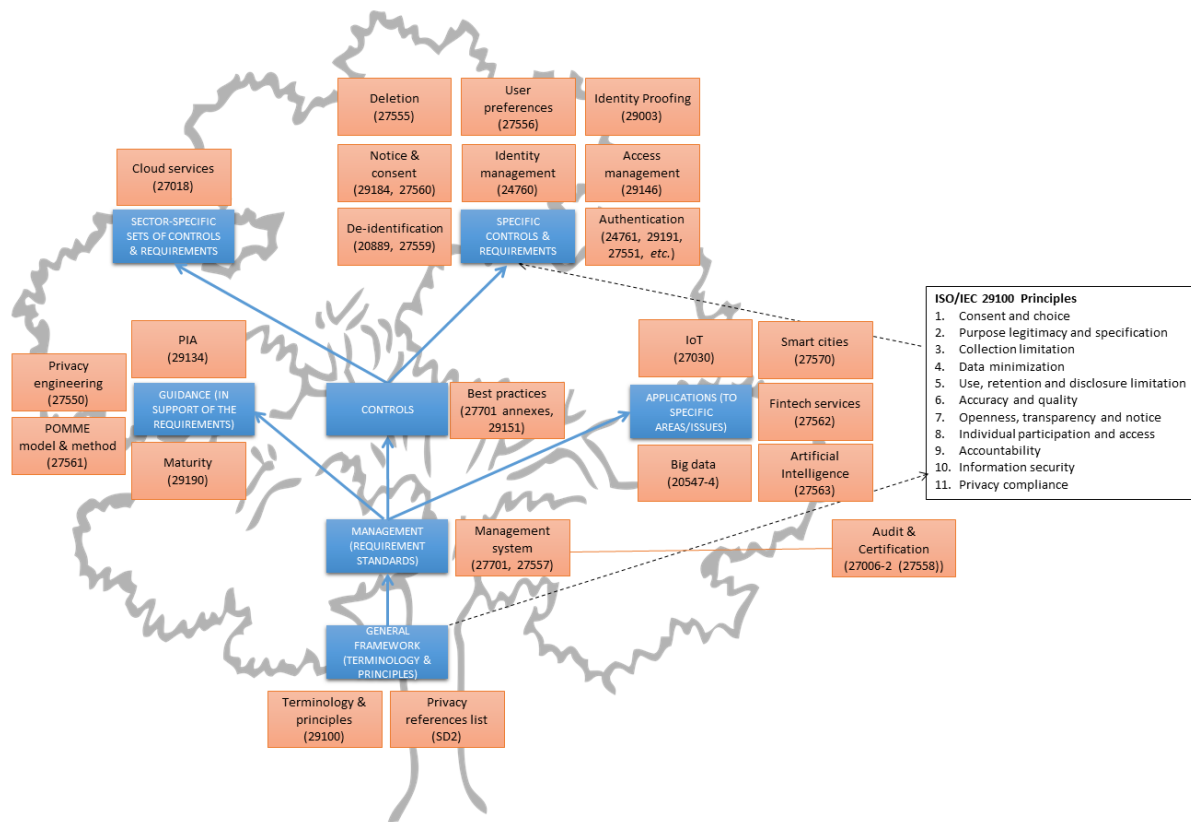 Deletion
(27555)
User
preferences
(27556)
Identity Proofing
(29003)
Cloud services
(27018)
Notice &
consent
(29184, 27560)
Identity
management
(24760)
Access
management
(29146)
SECTOR-SPECIFIC
SETS OF CONTROLS
& REQUIREMENTS
De-identification
(20889, 27559)
SPECIFIC
CONTROLS &
REQUIREMENTS
Authentication
(24761, 29191,
27551, etc.)
ISO/IEC 29100 Principles
1. Consent and choice
2. Purpose legitimacy and specification
3. Collection limitation
4. Data minimization
5. Use, retention and disclosure limitation
6. Accuracy and quality
7. Openness, transparency and notice
8. Individual participation and access
9. Accountability
10. Information security
11. Privacy compliance
PIA
(29134)
IoT
(27030)
Smart cities
(27570)
Privacy
engineering
(27550)
GUIDANCE (IN
SUPPORT OF THE
REQUIREMENTS)
CONTROLS
Best practices
(27701 annexes,
29151)
APPLICATIONS (TO
SPECIFIC
AREAS/ISSUES)
Fintech services
(27562)
POMME
model & method
(27561)
Maturity
(29190)
Big data
(20547-4)
Artificial
Intelligence
(27563)
MANAGEMENT
(REQUIREMENT
STANDARDS)
Management
system
(27701, 27557)
Audit &
Certification
(27006-2 (27558))
GENERAL
FRAMEWORK
(TERMINOLOGY &
PRINCIPLES)
Terminology &
principles
(29100)
Privacy
references list
(SD2)